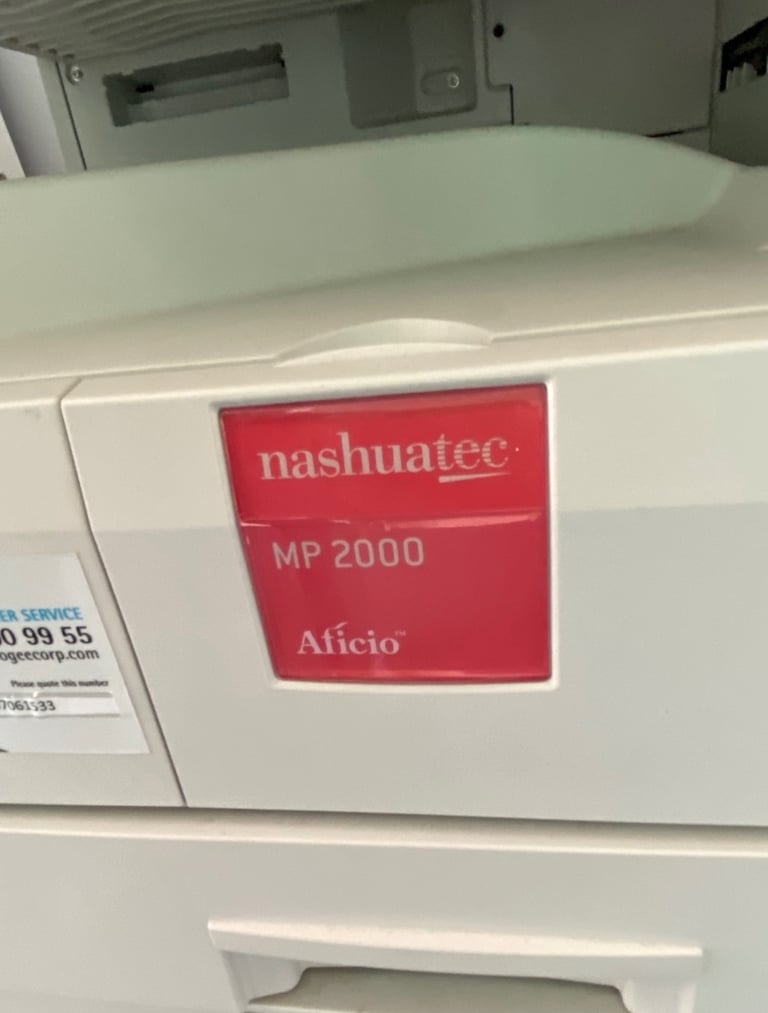 nashuatec
MP 2000
Aficio™
ER SERVICE
0 99 55
ogeecorp.com
Please quote this number
7061533